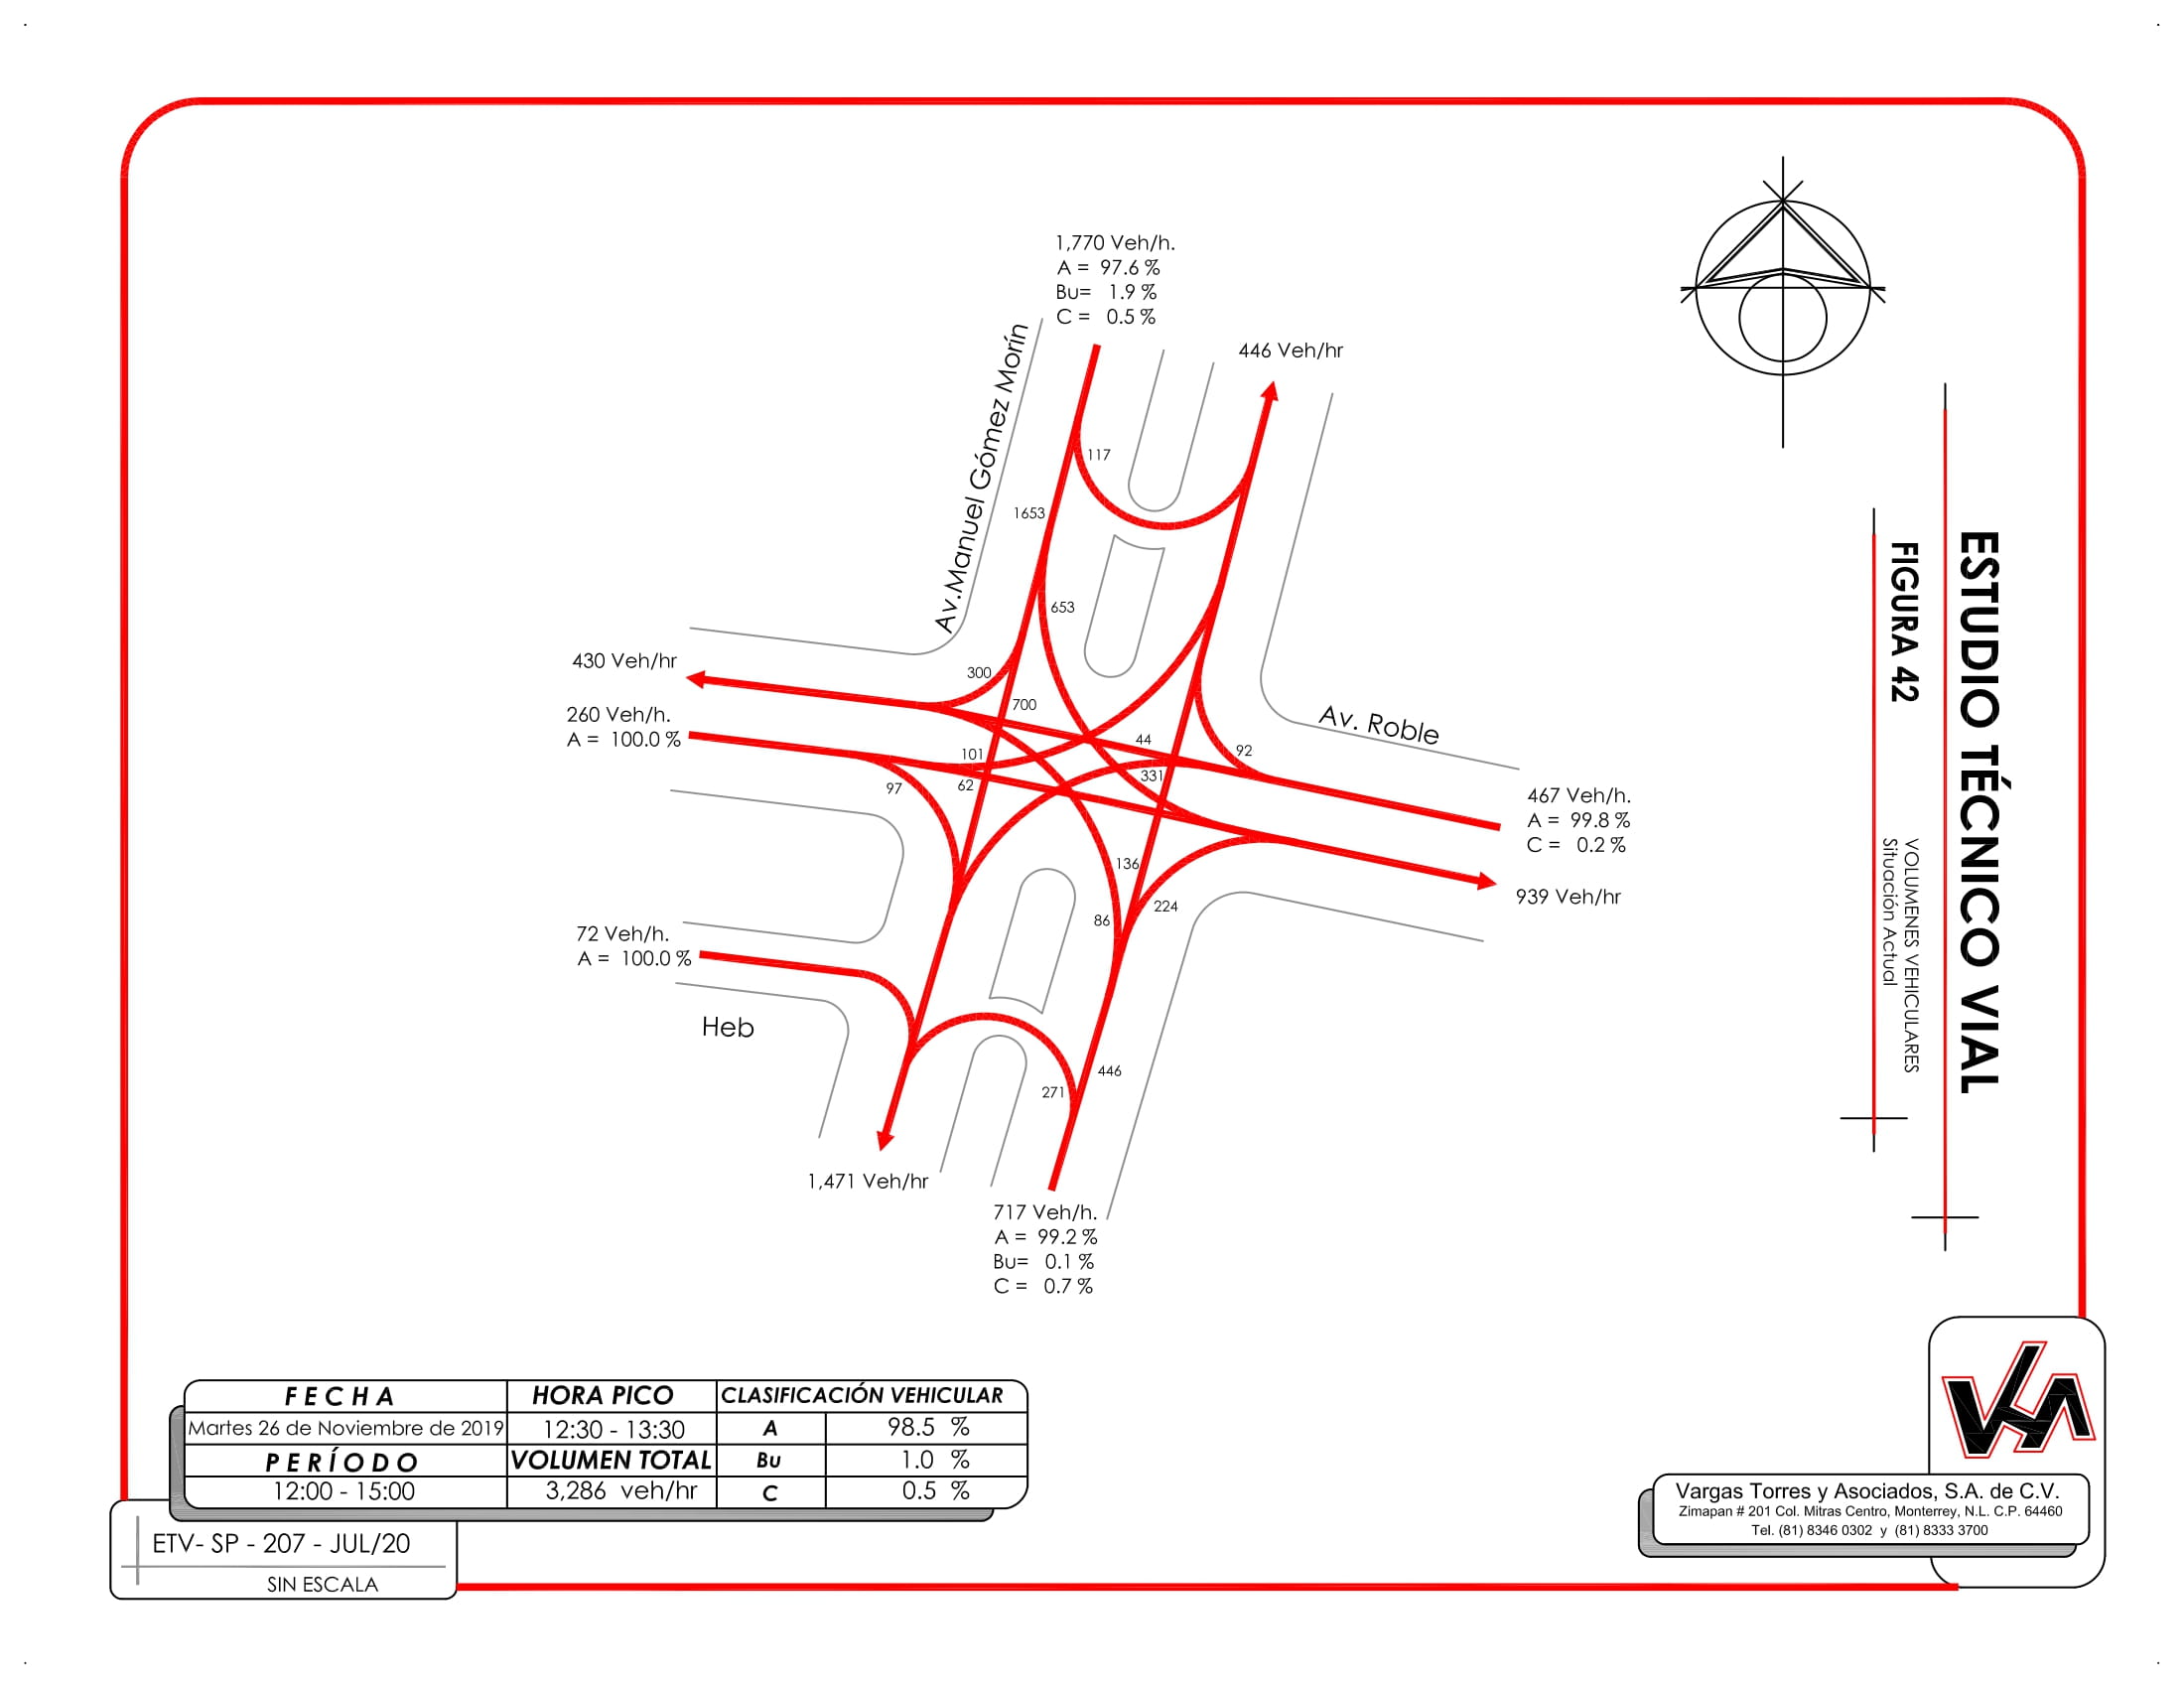 1,770 Veh/h.
A = 97.6 %
Bu= 1.9 %
C = 0.5 %
446 Veh/hr
Av.Manuel Gómez Morín
117
1653
653
430 Veh/hr
300
260 Veh/h.
A = 100.0 %
700
Av. Roble
44
92
101
331
97
62
467 Veh/h.
A = 99.8 %
C = 0.2 %
136
939 Veh/hr
224
86
72 Veh/h.
A = 100.0 %
Heb
446
271
1,471 Veh/hr
717 Veh/h.
A = 99.2 %
Bu= 0.1 %
C = 0.7 %
ESTUDIO TÉCNICO VIAL
FIGURA 42
VOLUMENES VEHICULARES
Situación Actual
FECHA
HORA PICO
CLASIFICACIÓN VEHICULAR
Martes 26 de Noviembre de 2019
12:30 - 13:30
A
98.5 %
PERÍODO
VOLUMEN TOTAL
Bu
1.0 %
12:00 - 15:00
3,286 veh/hr
C
0.5 %
ETV- SP - 207 - JUL/20
SIN ESCALA
Vargas Torres y Asociados, S.A. de C.V.
Zimapan # 201 Col. Mitras Centro, Monterrey, N.L. C.P. 64460
Tel. (81) 8346 0302 y (81) 8333 3700